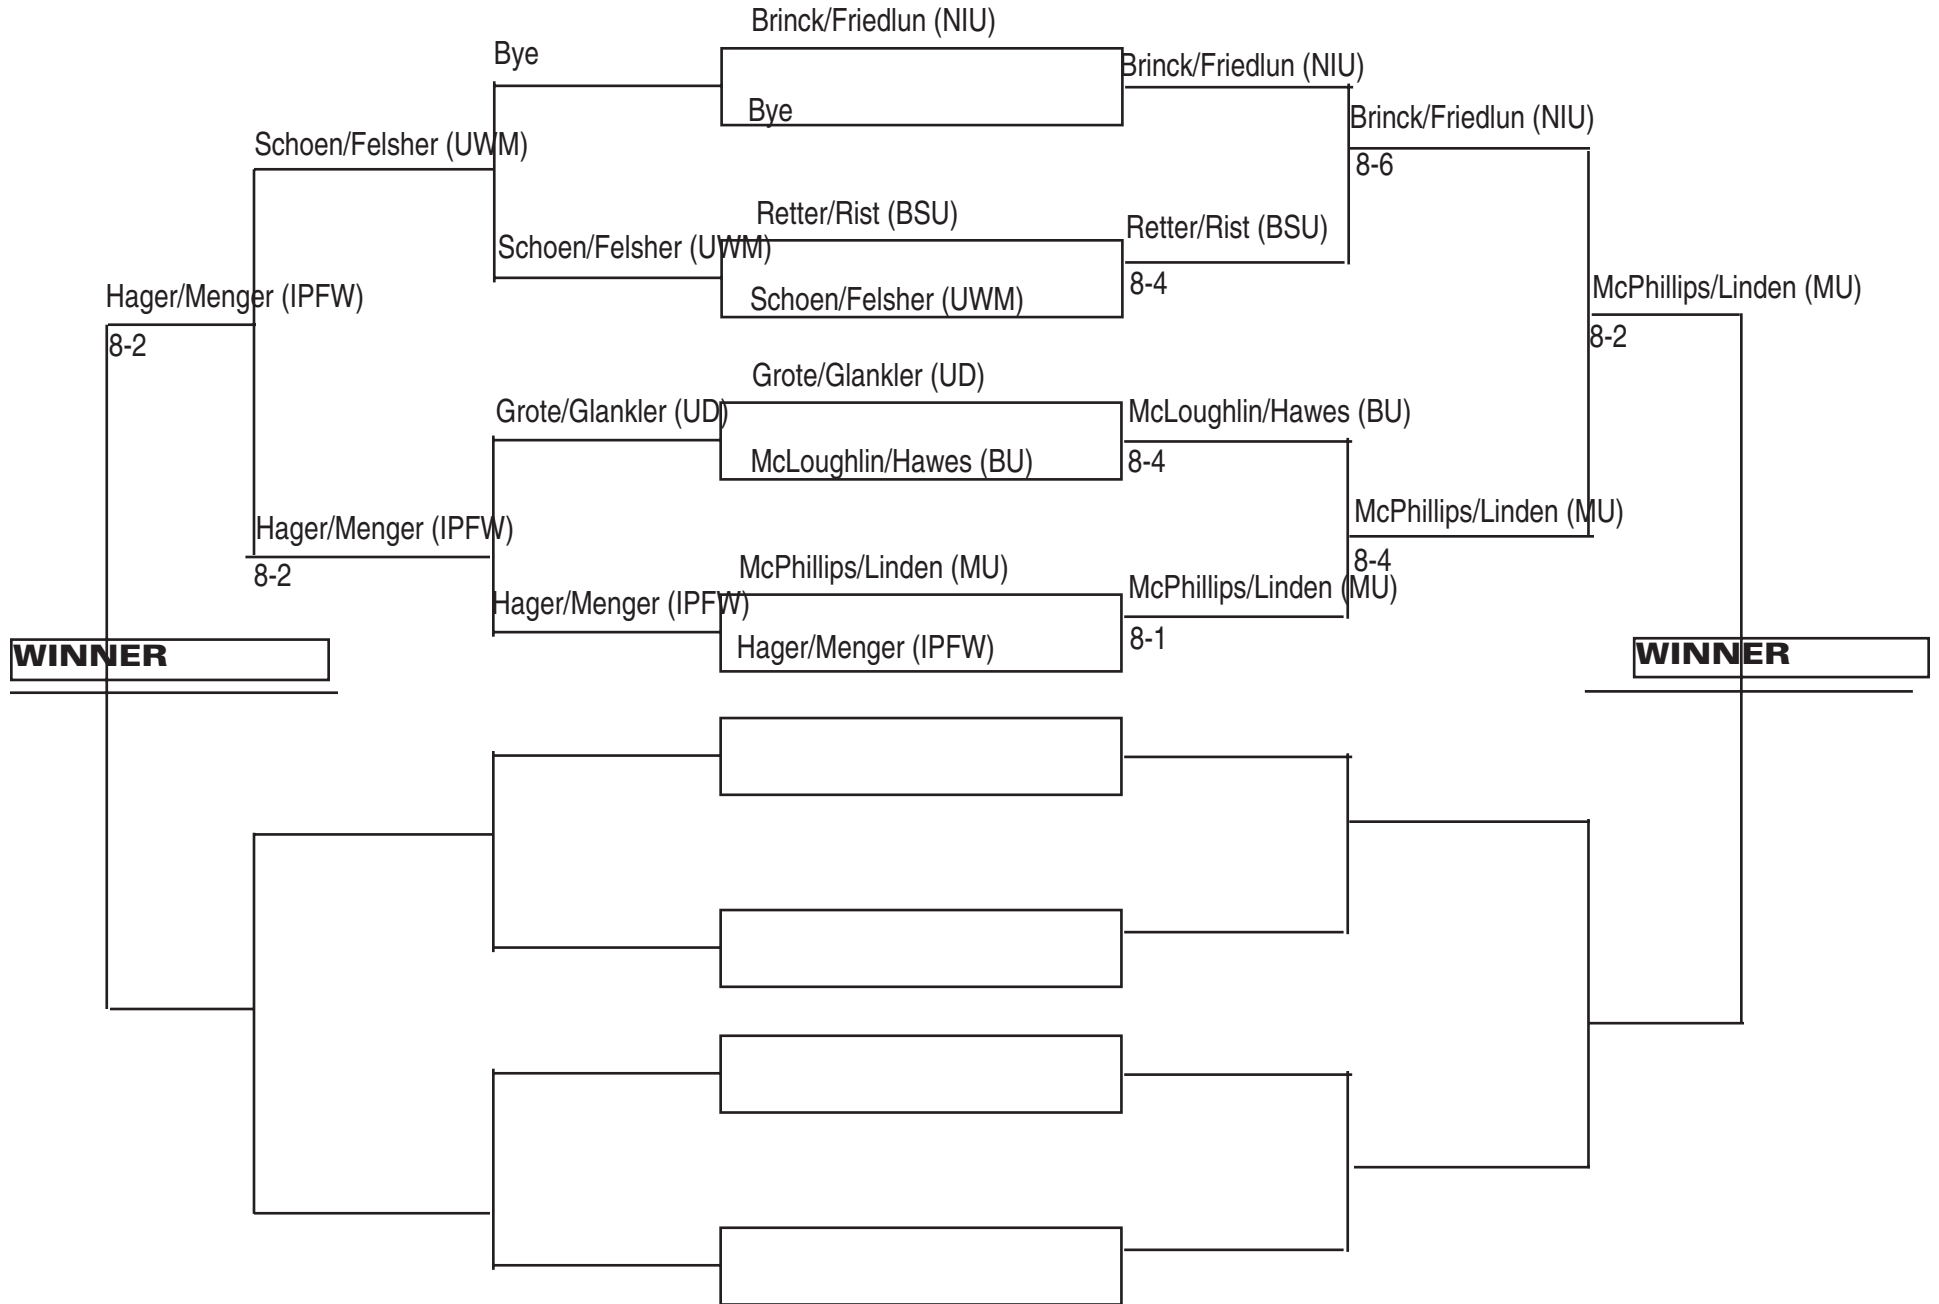 Brinck/Friedlun (NIU)
Bye
Brinck/Friedlun (NIU)
Bye
Brinck/Friedlun (NIU)
Schoen/Felsher (UWM)
8-6
Retter/Rist (BSU)
Retter/Rist (BSU)
Schoen/Felsher (UWM)
8-4
Schoen/Felsher (UWM)
Hager/Menger (IPFW)
McPhillips/Linden (MU)
8-2
8-2
Grote/Glankler (UD)
Grote/Glankler (UD)
McLoughlin/Hawes (BU)
McLoughlin/Hawes (BU)
8-4
McPhillips/Linden (MU)
Hager/Menger (IPFW)
8-4
8-2
McPhillips/Linden (MU)
McPhillips/Linden (MU)
Hager/Menger (IPFW)
8-1
Hager/Menger (IPFW)
WINNER
WINNER